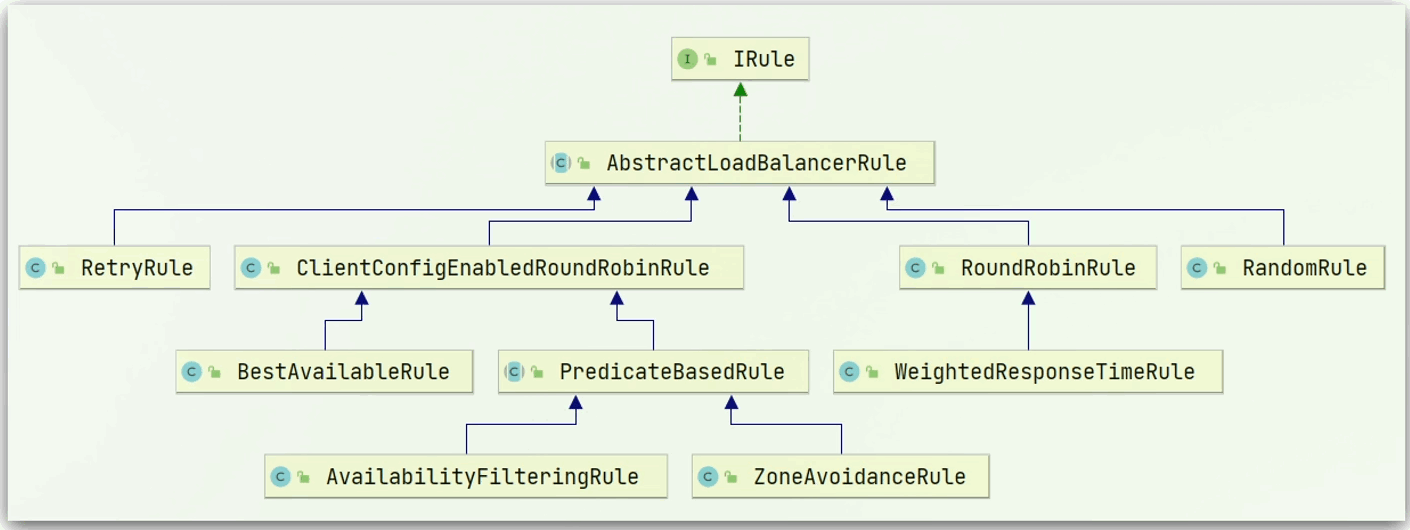 I IRule
C AbstractLoadBalancerRule
C RetryRule
C ClientConfigEnabledRoundRobinRule
C RoundRobinRule
C RandomRule
C BestAvailableRule
C PredicateBasedRule
C WeightedResponseTimeRule
C AvailabilityFilteringRule
C ZoneAvoidanceRule